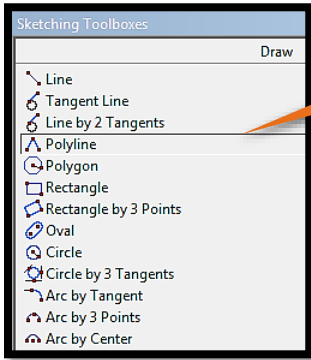 Sketching Toolboxes
Draw
Line
Tangent Line
Line by 2 Tangents
Polyline
Polygon
Rectangle
Rectangle by 3 Points
Oval
Circle
Circle by 3 Tangents
Arc by Tangent
Arc by 3 Points
Arc by Center